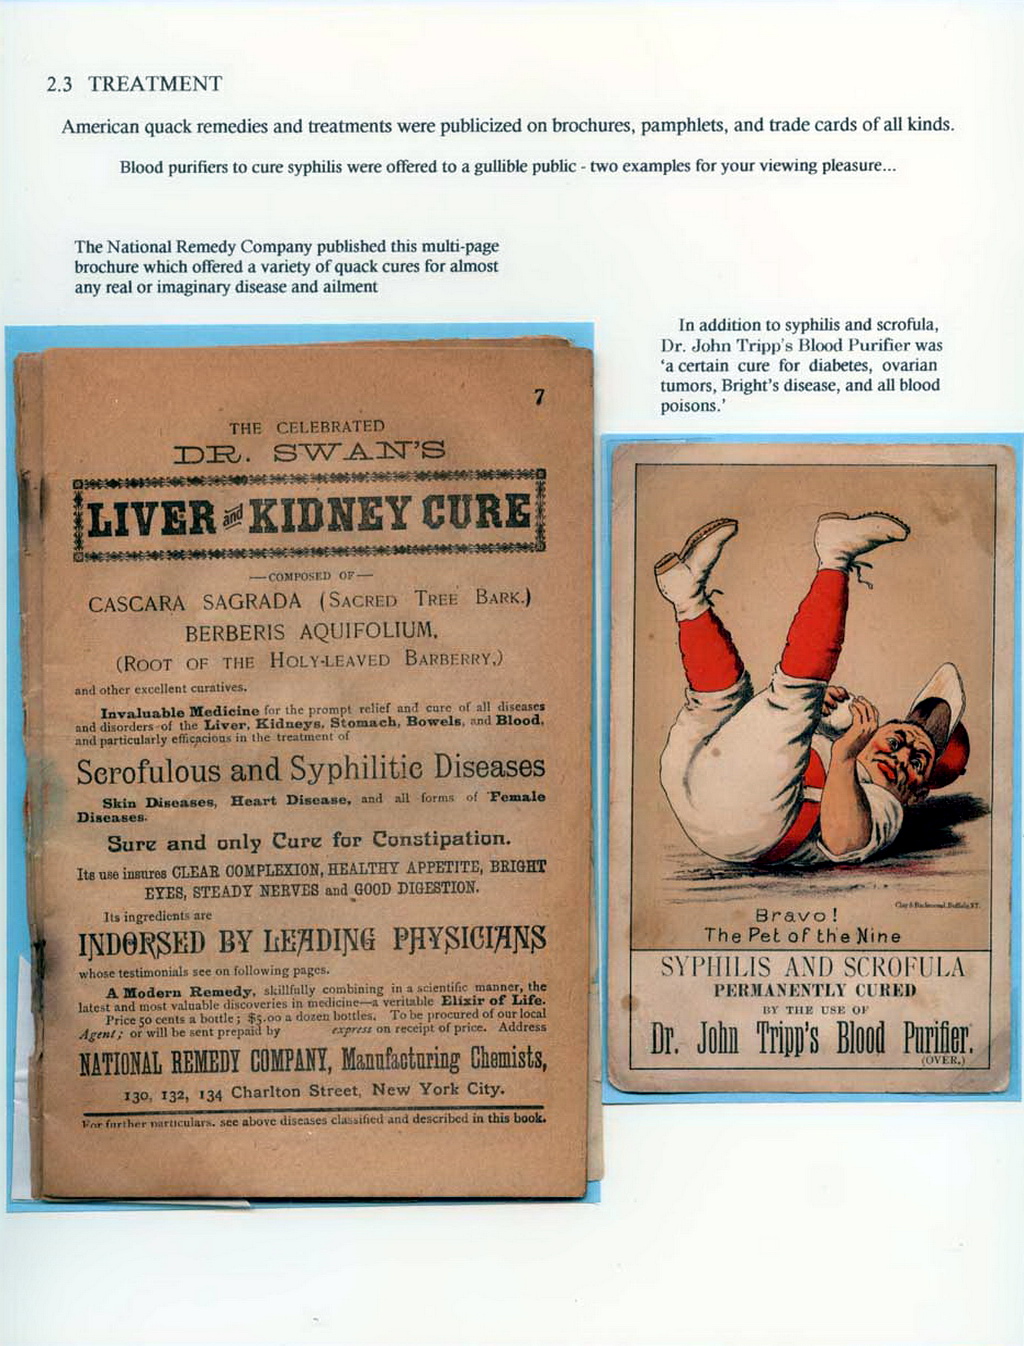 2.3 TREATMENT
American quack remedies and treatments were publicized on brochures, pamphlets, and trade cards of all kinds.
Blood purifiers to cure syphilis were offered to a gullible public - two examples for your viewing pleasure...
The National Remedy Company published this multi-page
brochure which offered a variety of quack cures for almost
any real or imaginary disease and ailment
In addition to syphilis and scrofula,
Dr. John Tripp's Blood Purifier was
'a certain cure for diabetes, ovarian
tumors, Bright's disease, and all blood
poisons.'
7
THE CELEBRATED
DR. SWAN'S
LIVER and KIDNEY CURE
—COMPOSED OF—
CASCARA SAGRADA (SACRED TREE BARK.)
BERBERIS AQUIFOLIUM,
(ROOT OF THE HOLY-LEAVED BARBERRY,)
and other excellent curatives.
Invaluable Medicine for the prompt relief and cure of all diseases
and disorders of the Liver, Kidneys, Stomach, Bowels, and Blood,
and particularly efficacious in the treatment of
Scrofulous and Syphilitic Diseases
Skin Diseases, Heart Disease, and all forms of Female
Diseases.
Sure and only Cure for Constipation.
Its use insures CLEAR COMPLEXION, HEALTHY APPETITE, BRIGHT
EYES, STEADY NERVES and GOOD DIGESTION.
Its ingredients are
INDORSED BY LEADING PHYSICIANS
whose testimonials see on following pages.
A Modern Remedy, skillfully combining in a scientific manner, the
latest and most valuable discoveries in medicine—a veritable Elixir of Life.
Price 50 cents a bottle; $5.00 a dozen bottles. To be procured of our local
Agent; or will be sent prepaid by express on receipt of price. Address
NATIONAL REMEDY COMPANY, Manufacturing Chemists,
130, 132, 134 Charlton Street, New York City.
For further particulars, see above diseases classified and described in this book.
Clay & Richmond, Buffalo, N.Y.
Bravo!
The Pet of the Nine
SYPHILIS AND SCROFULA
PERMANENTLY CURED
BY THE USE OF
Dr. John Tripp's Blood Purifier.
(OVER.)